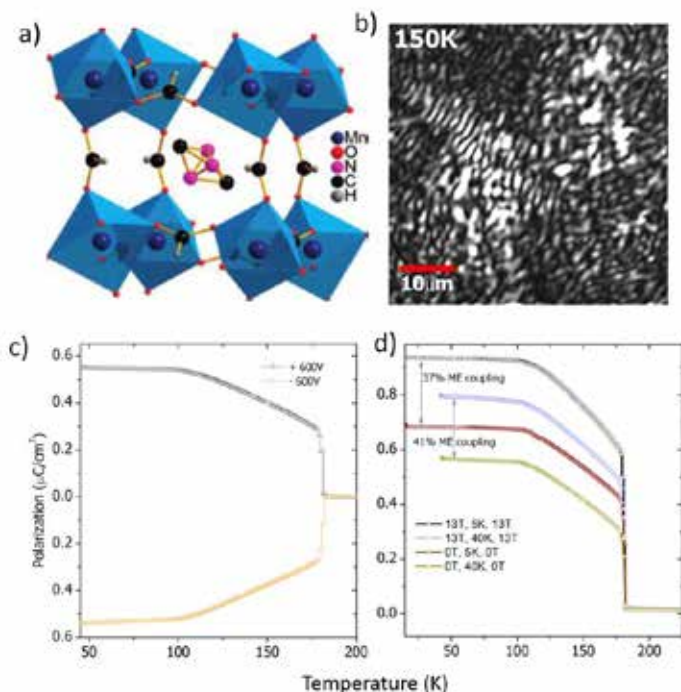 a)
Mn
O
N
C
H
b)
150K
10μm
c)
0.6
0.4
0.2
0.0
0.2
0.4
0.6
+ 600V
- 500V
50
100
150
200
Polarization (μC/cm²)
d)
0.8
0.6
0.4
0.2
0.0
37% ME coupling
41% ME coupling
13T, 5K, 13T
13T, 40K, 13T
0T, 5K, 0T
0T, 40K, 0T
50
100
150
200
Temperature (K)